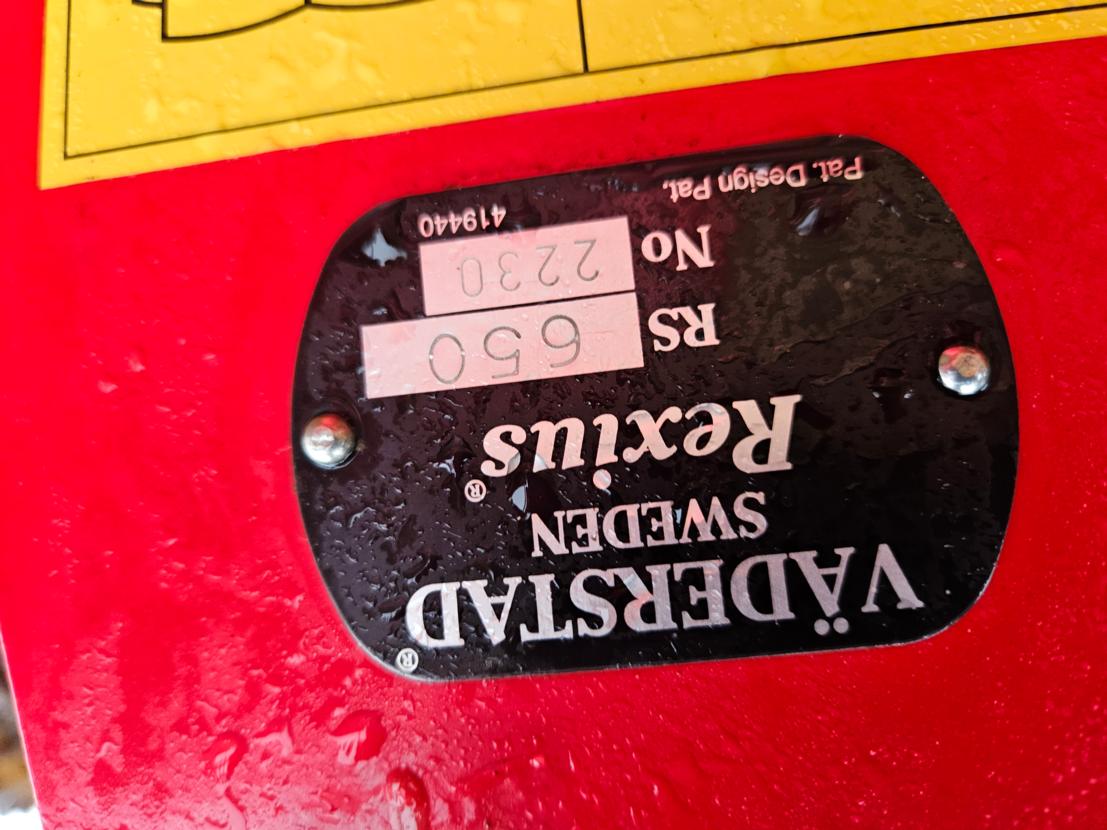 VÄDERSTAD®
SWEDEN
Rexius®
RS 650
No 2230
419440
Pat. Design Pat.